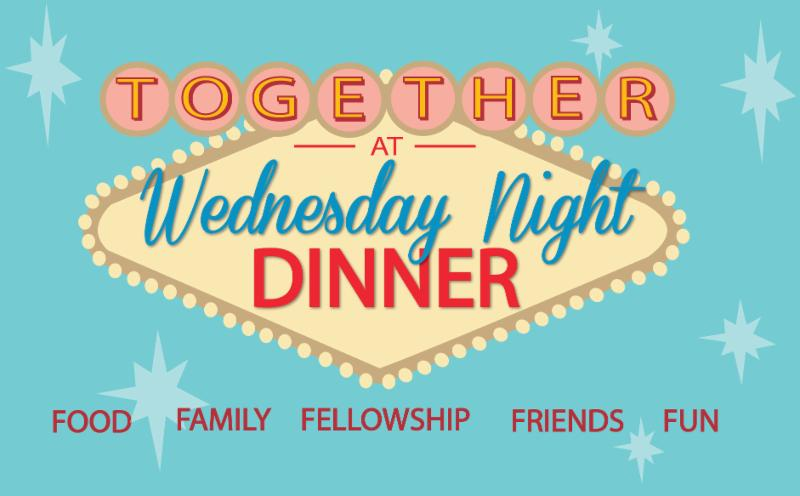 TOGETHER
AT
Wednesday Night
DINNER
FOOD FAMILY FELLOWSHIP FRIENDS FUN